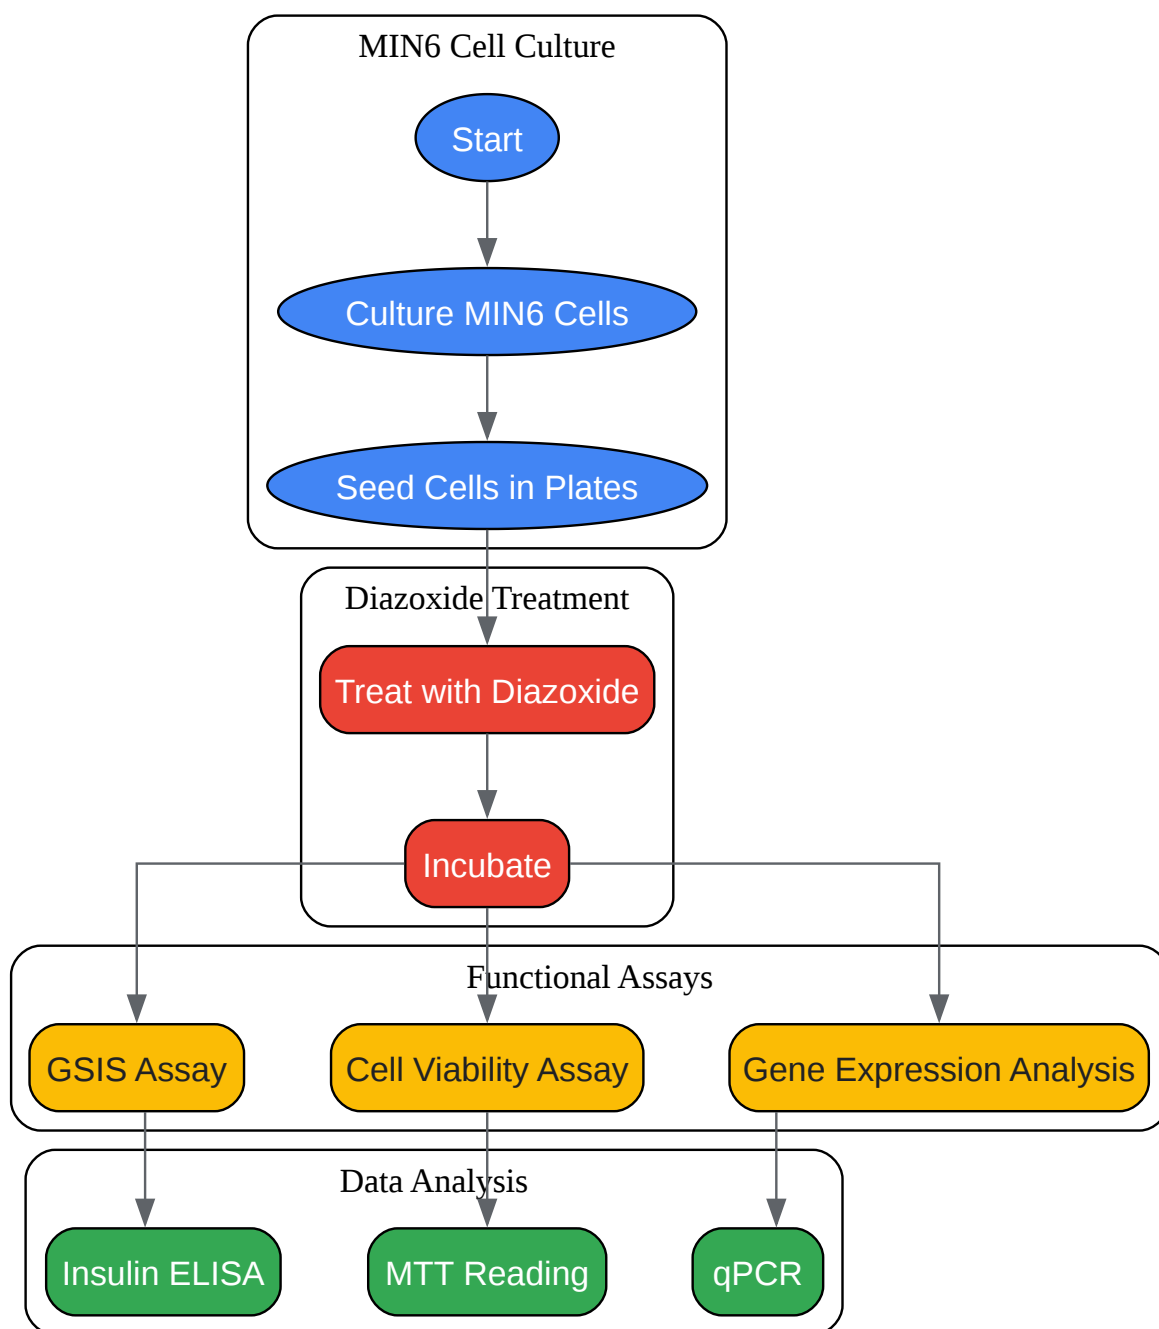 MIN6 Cell Culture
Start
Culture MIN6 Cells
Seed Cells in Plates
Diazoxide Treatment
Treat with Diazoxide
Incubate
Functional Assays
GSIS Assay
Cell Viability Assay
Gene Expression Analysis
Data Analysis
Insulin ELISA
MTT Reading
qPCR